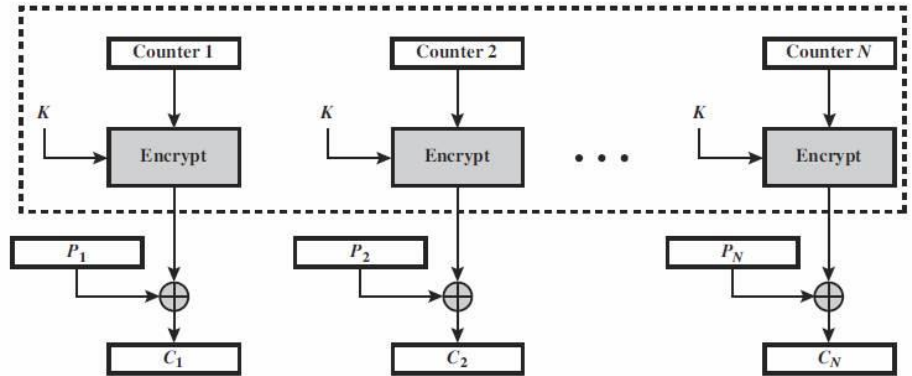 Counter 1 Counter 2 Counter N
K K K
Encrypt Encrypt • • • Encrypt
P1 P2 PN
C1 C2 CN